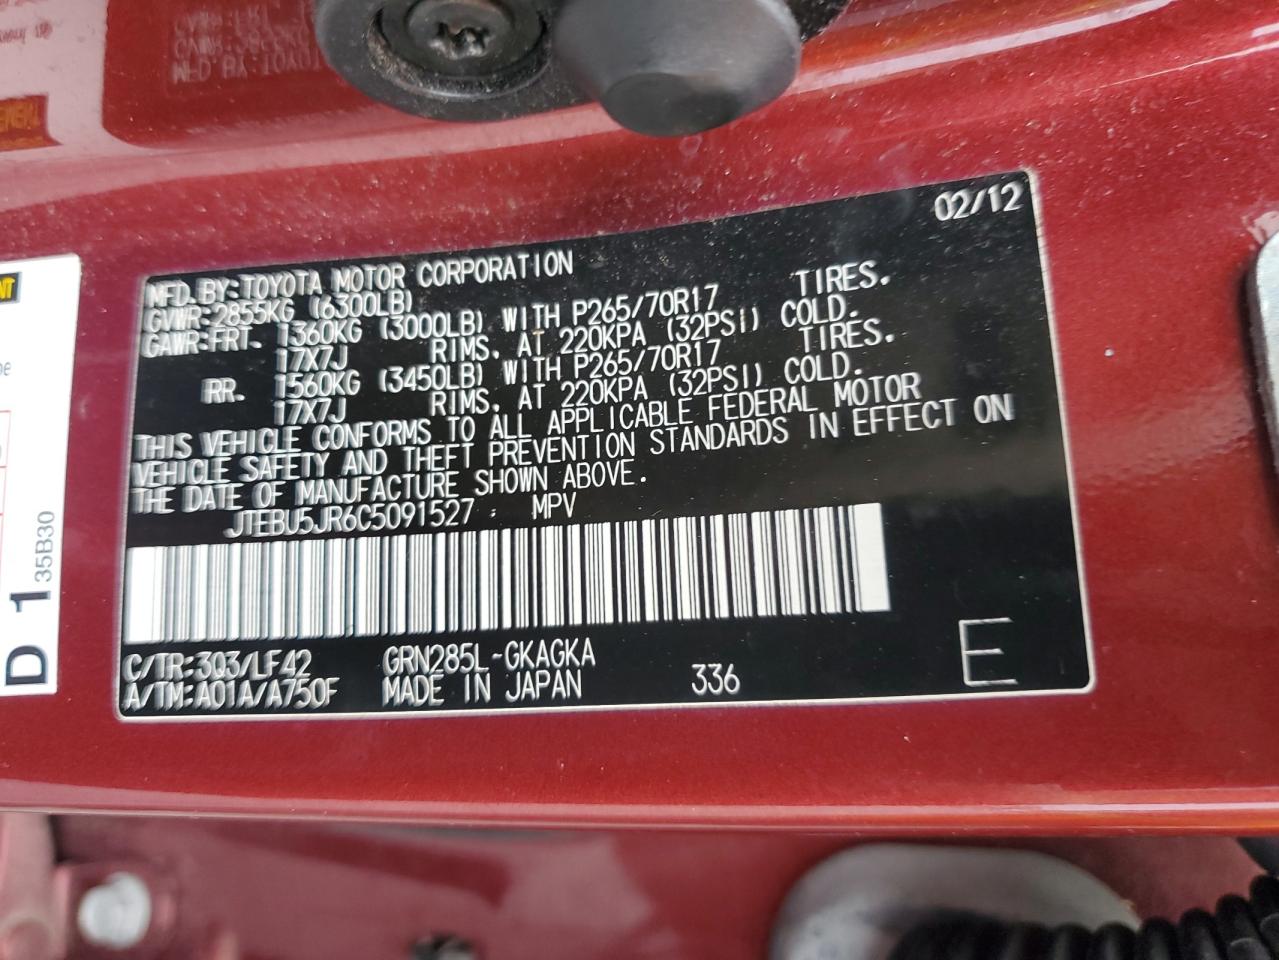 02/12
MFD.BY:TOYOTA MOTOR CORPORATION
GVWR:2855KG (6300LB)
GAWR:FRT. 1360KG (3000LB) WITH P265/70R17 TIRES.
17X7J RIMS, AT 220KPA (32PSI) COLD.
RR. 1560KG (3450LB) WITH P265/70R17 TIRES.
17X7J RIMS, AT 220KPA (32PSI) COLD.
THIS VEHICLE CONFORMS TO ALL APPLICABLE FEDERAL MOTOR
VEHICLE SAFETY AND THEFT PREVENTION STANDARDS IN EFFECT ON
THE DATE OF MANUFACTURE SHOWN ABOVE.
JTEBU5JR6C5091527 MPV
C/TR:3Q3/LF42 GRN285L-GKAGKA
A/TM:A01A/A750F MADE IN JAPAN 336 E
D 1
35B30